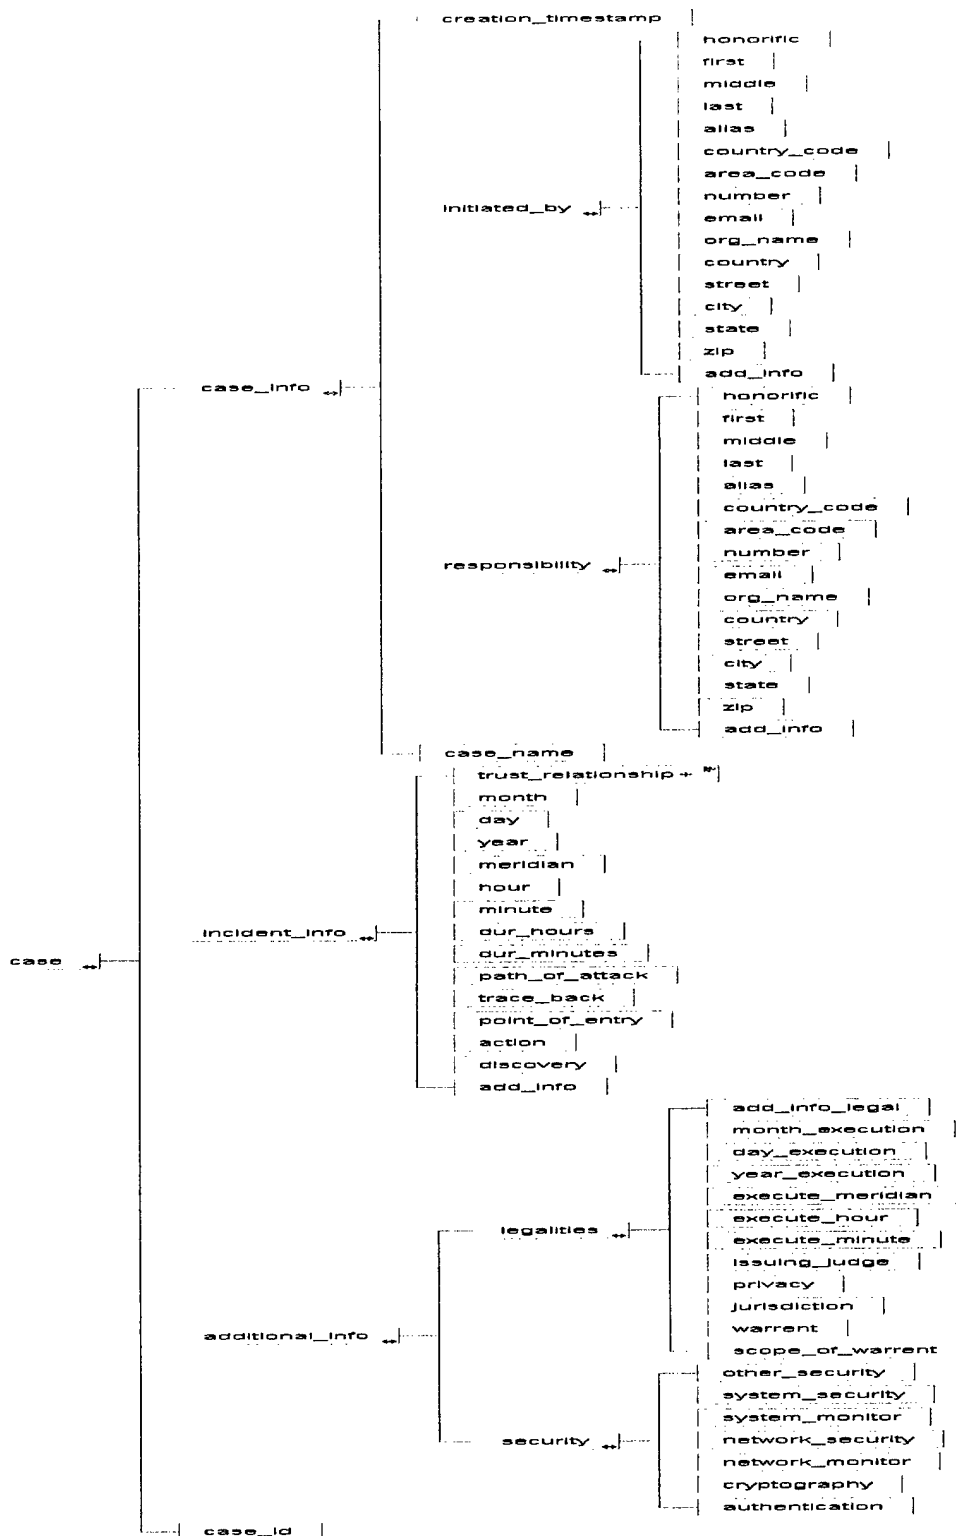 creation_timestamp
honorific
first
middle
last
alias
country_code
area_code
number
initiated_by
email
org_name
country
street
city
state
zip
add_info
case_info
honorific
first
middle
last
alias
country_code
area_code
number
responsibility
email
org_name
country
street
city
state
zip
add_info
case_name
trust_relationship
month
day
year
meridian
hour
minute
incident_info
dur_hours
dur_minutes
case
path_of_attack
trace_back
point_of_entry
action
discovery
add_info
add_info_legal
month_execution
day_execution
year_execution
execute_meridian
execute_hour
legalities
execute_minute
issuing_judge
privacy
jurisdiction
warrent
additional_info
scope_of_warrent
other_security
system_security
system_monitor
network_security
security
network_monitor
cryptography
authentication
case_id